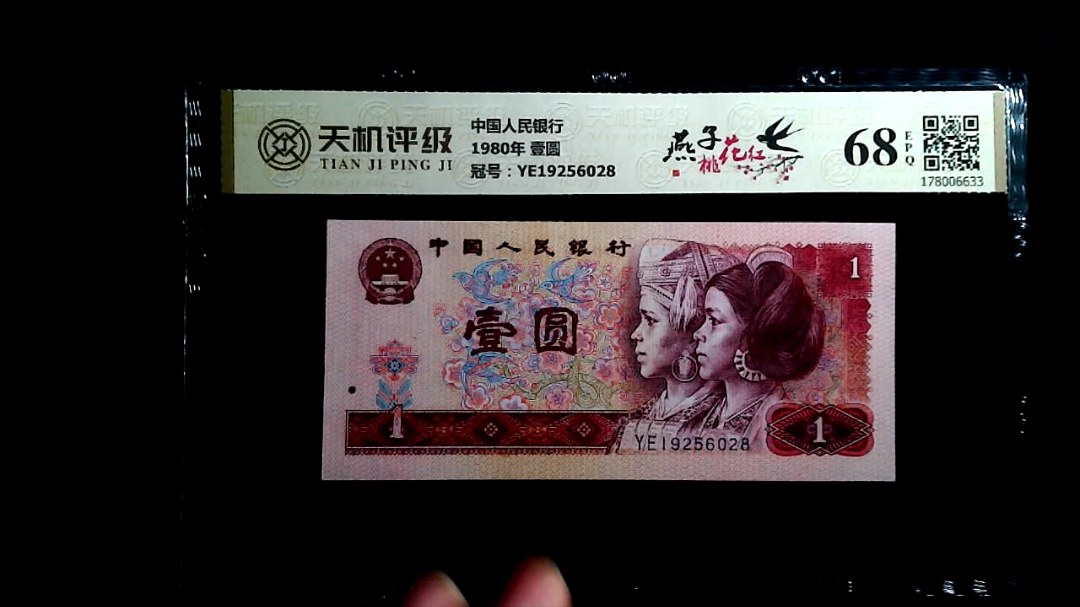 天机评级
TIAN JI PING JI
中国人民银行
1980年 壹圆
冠号：YE19256028
燕子
桃花红
68
EPQ
178006633
中國人民銀行
1
壹圆
1
YE19256028
1